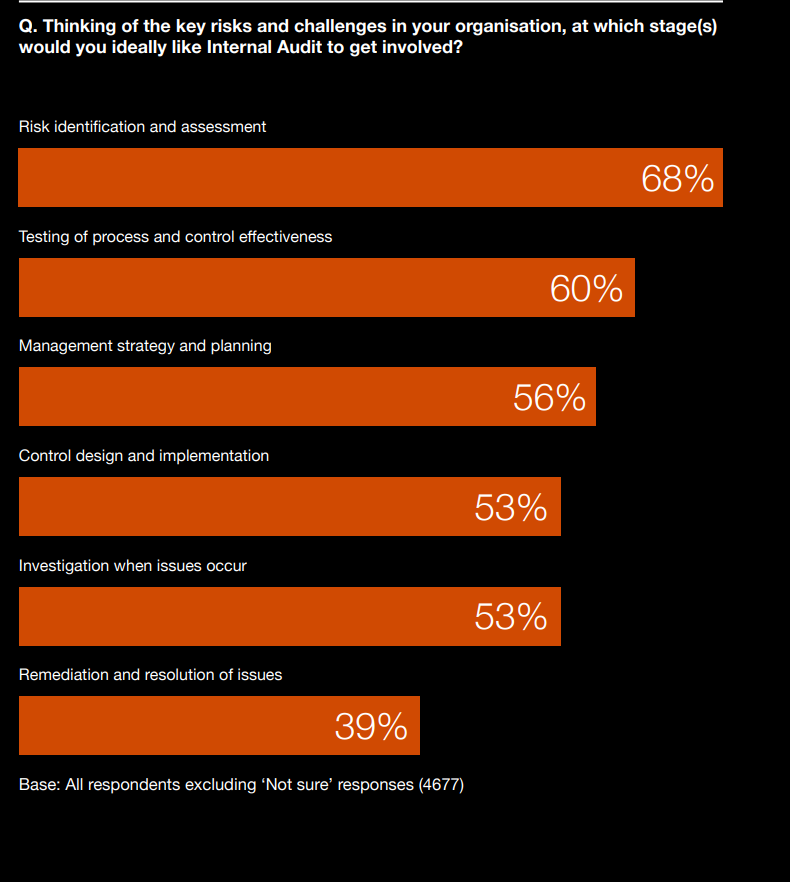 Q. Thinking of the key risks and challenges in your organisation, at which stage(s)
would you ideally like Internal Audit to get involved?
Risk identification and assessment
68%
Testing of process and control effectiveness
60%
Management strategy and planning
56%
Control design and implementation
53%
Investigation when issues occur
53%
Remediation and resolution of issues
39%
Base: All respondents excluding ‘Not sure’ responses (4677)